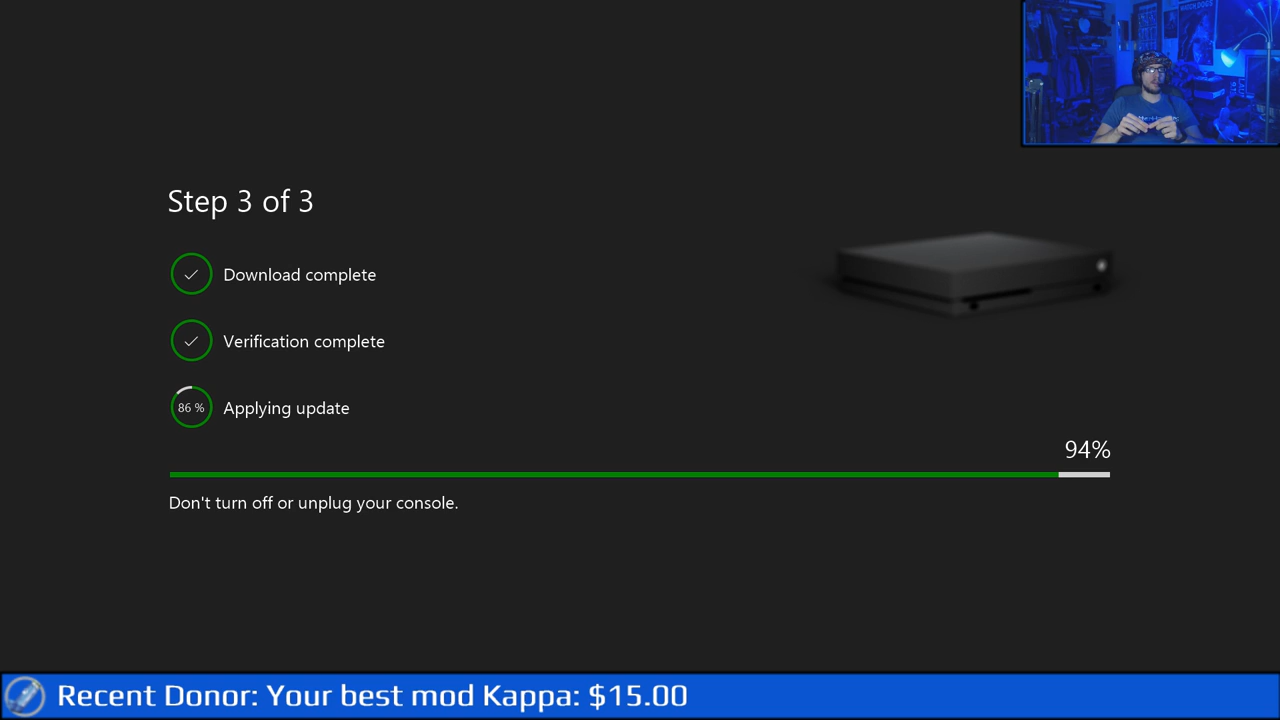 Step 3 of 3
Download complete
Verification complete
86 %
Applying update
94%
Don't turn off or unplug your console.
Recent Donor: Your best mod Kappa: $15.00